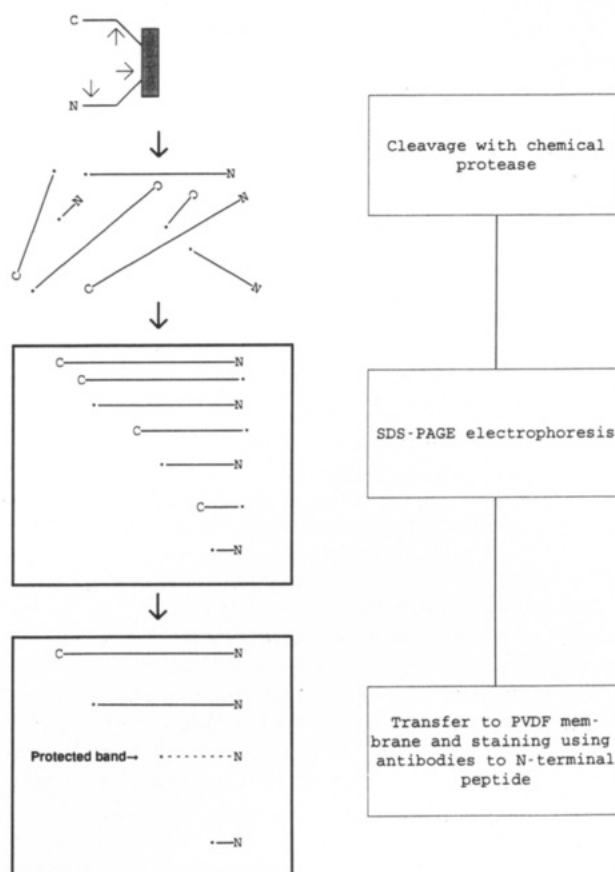 C
N
N
C
C
N
N
C
C
N
C N
C
N
C
N
C
N
C N
N
Protected band→ N
N
Cleavage with chemical
protease
SDS-PAGE electrophoresis
Transfer to PVDF mem-
brane and staining using
antibodies to N-terminal
peptide